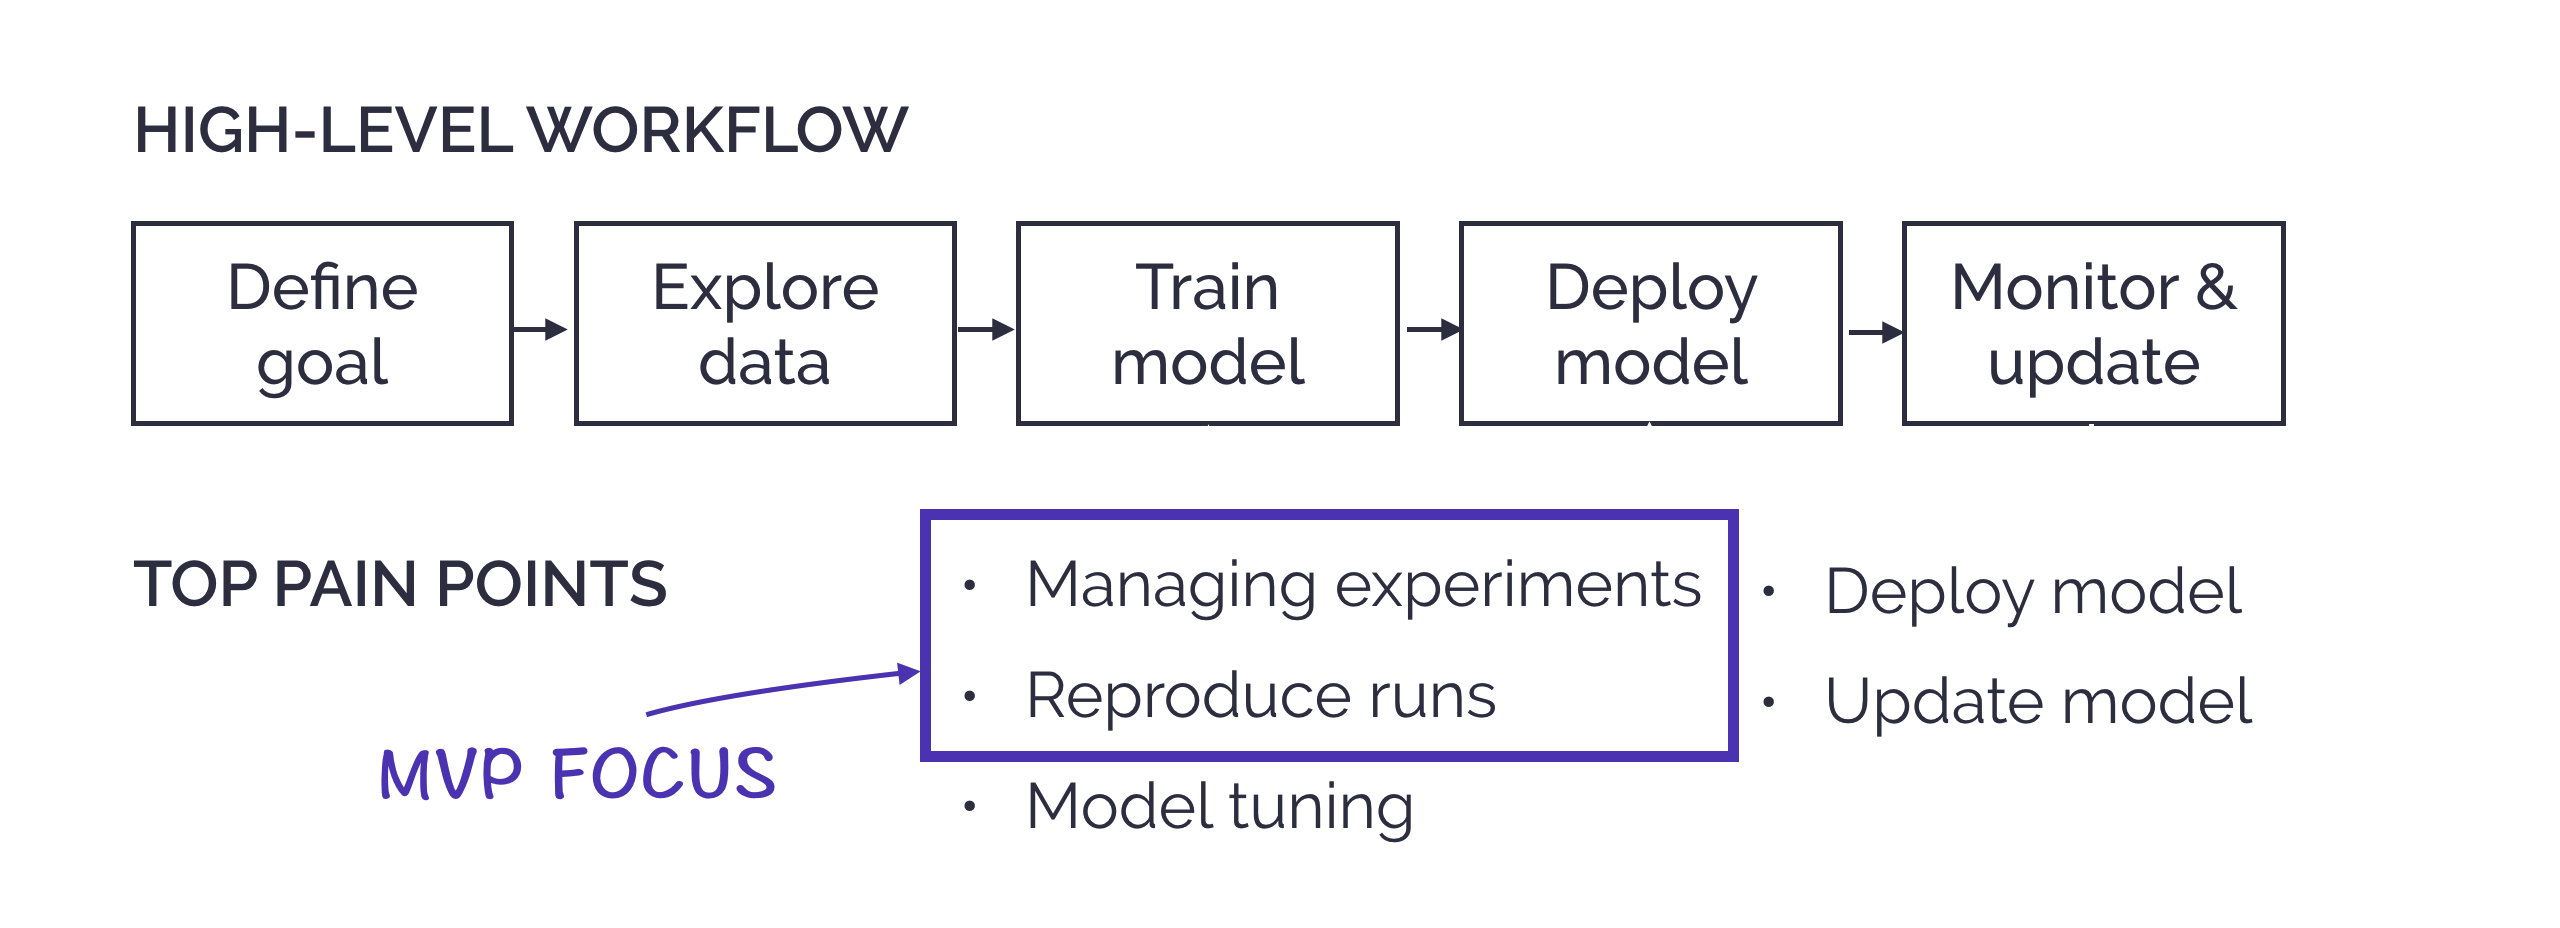 HIGH-LEVEL WORKFLOW
Define
goal
Explore
data
Train
model
Deploy
model
Monitor &
update
TOP PAIN POINTS
MVP FOCUS
• Managing experiments
• Reproduce runs
• Model tuning
• Deploy model
• Update model